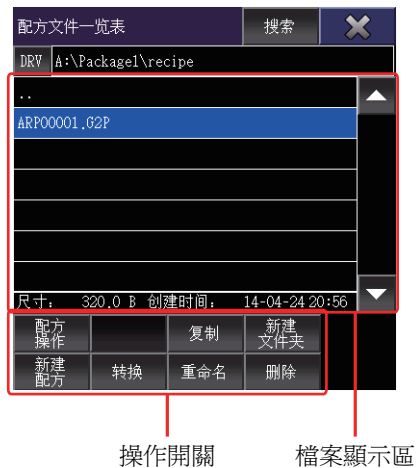 配方文件一览表 搜索
DRV A:\Package1\recipe
..
ARP00001.G2P
尺寸： 320.0 B 创建时间： 14-04-24 20:56
配方操作 复制 新建文件夹
新建配方 转换 重命名 删除
操作開關 檔案顯示區